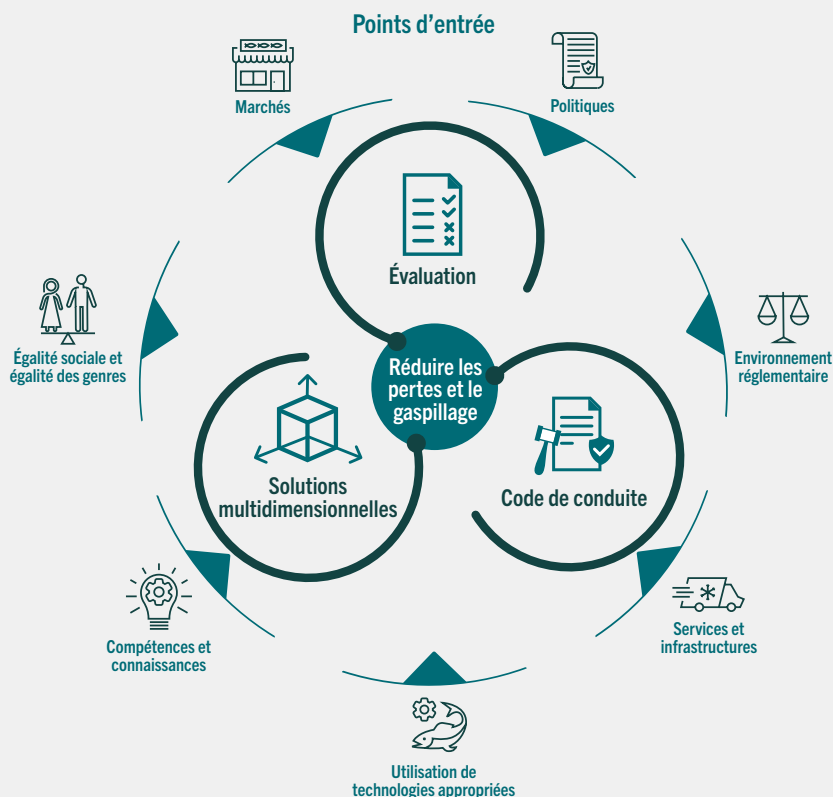 Points d’entrée
Marchés
Politiques
Évaluation
Égalité sociale et
égalité des genres
Environnement
réglementaire
Réduire les
pertes et le
gaspillage
Solutions
multidimensionnelles
Code de conduite
Compétences et
connaissances
Services et
infrastructures
Utilisation de
technologies appropriées